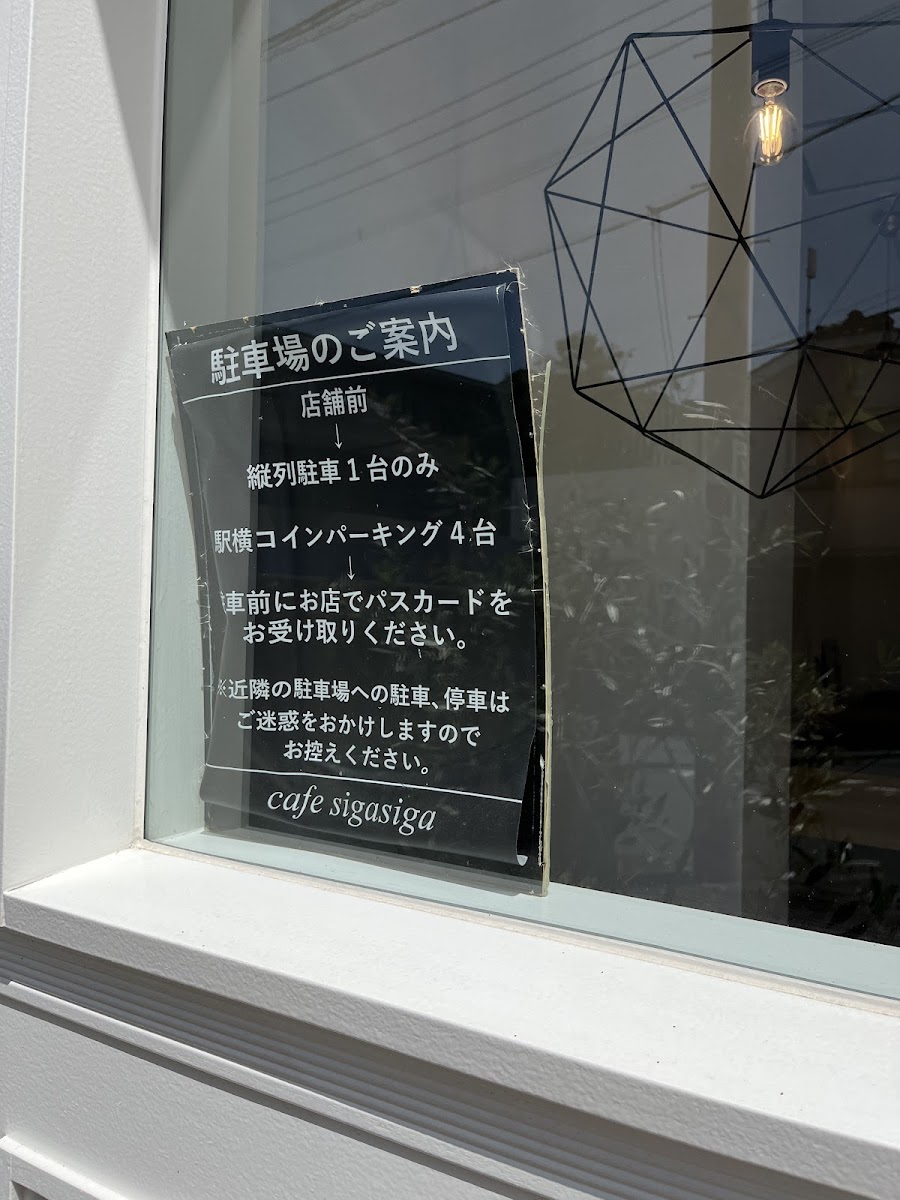 駐車場のご案内
店舗前
↓
縦列駐車1台のみ
駅横コインパーキング4台
↓
車前にお店でパスカードを
お受け取りください。
※近隣の駐車場への駐車、停車は
ご迷惑をおかけしますので
お控えください。
cafe sigasiga